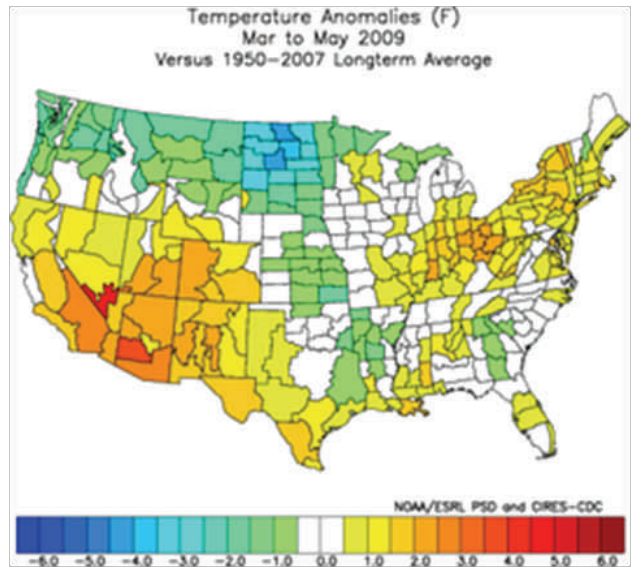 Temperature Anomalies (F)
Mar to May 2009
Versus 1950-2007 Longterm Average
NOAA/ESRL PSD and CIRES-CDC
-6.0 -5.0 -4.0 -3.0 -2.0 -1.0 0.0 1.0 2.0 3.0 4.0 5.0 6.0